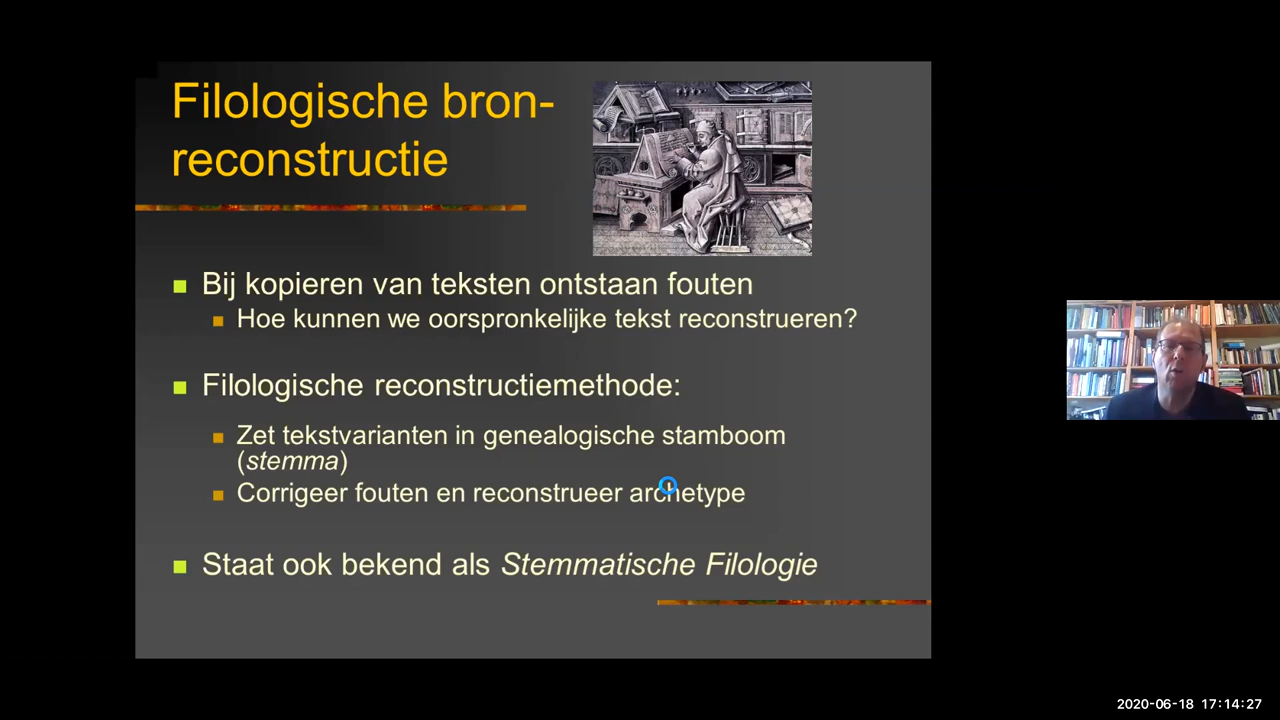 Filologische bron-
reconstructie
Bij kopieren van teksten ontstaan fouten
Hoe kunnen we oorspronkelijke tekst reconstrueren?
Filologische reconstructiemethode:
Zet tekstvarianten in genealogische stamboom
(stemma)
Corrigeer fouten en reconstrueer archetype
Staat ook bekend als Stemmatische Filologie
2020-06-18 17:14:27